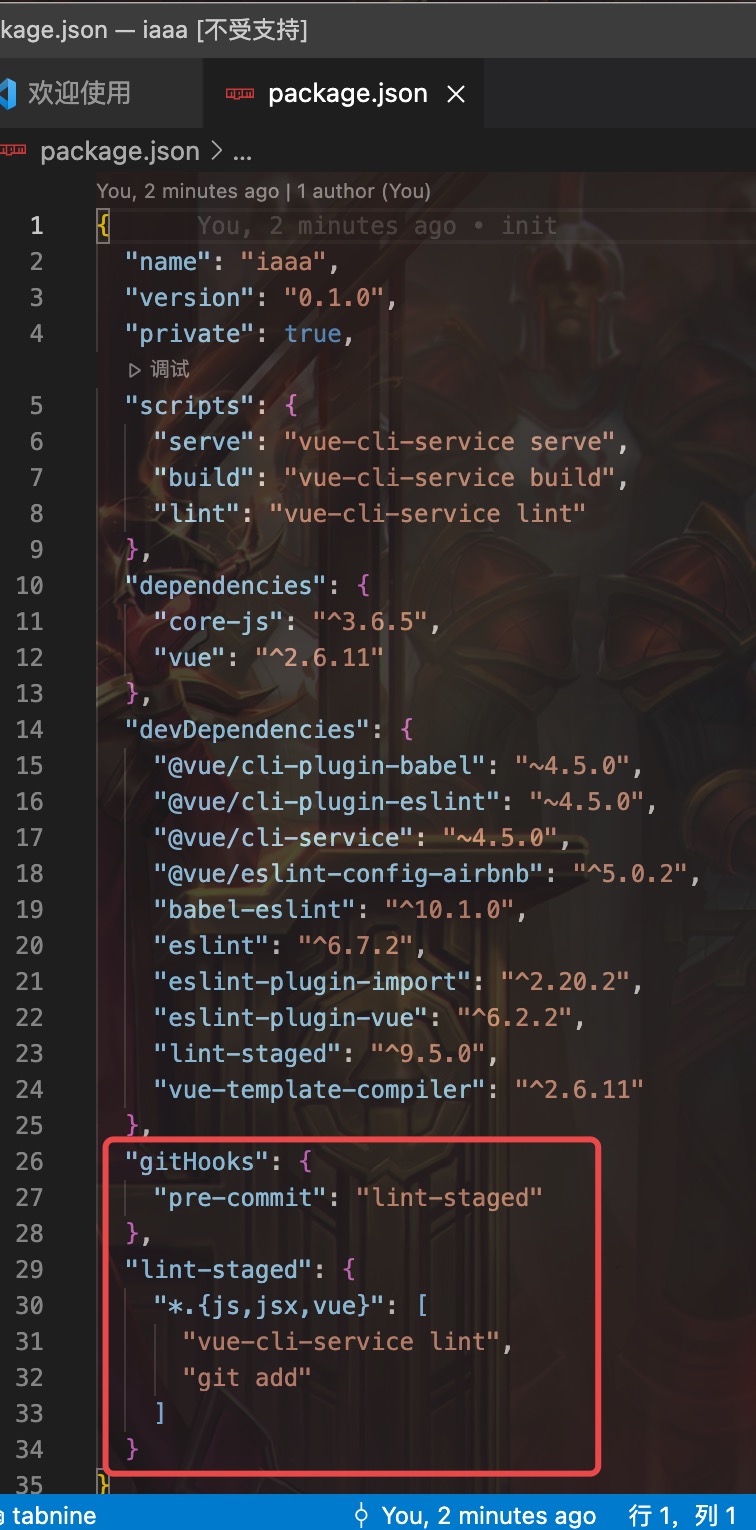 kage.json — iaaa [不受支持]
欢迎使用 package.json ×
package.json > ...
You, 2 minutes ago | 1 author (You)
1 { You, 2 minutes ago • init
2 "name": "iaaa",
3 "version": "0.1.0",
4 "private": true,
▷ 调试
5 "scripts": {
6 "serve": "vue-cli-service serve",
7 "build": "vue-cli-service build",
8 "lint": "vue-cli-service lint"
9 },
10 "dependencies": {
11 "core-js": "^3.6.5",
12 "vue": "^2.6.11"
13 },
14 "devDependencies": {
15 "@vue/cli-plugin-babel": "~4.5.0",
16 "@vue/cli-plugin-eslint": "~4.5.0",
17 "@vue/cli-service": "~4.5.0",
18 "@vue/eslint-config-airbnb": "^5.0.2",
19 "babel-eslint": "^10.1.0",
20 "eslint": "^6.7.2",
21 "eslint-plugin-import": "^2.20.2",
22 "eslint-plugin-vue": "^6.2.2",
23 "lint-staged": "^9.5.0",
24 "vue-template-compiler": "^2.6.11"
25 },
26 "gitHooks": {
27 "pre-commit": "lint-staged"
28 },
29 "lint-staged": {
30 "*.{js,jsx,vue}": [
31 "vue-cli-service lint",
32 "git add"
33 ]
34 }
35 }
tabnine You, 2 minutes ago 行 1，列 1